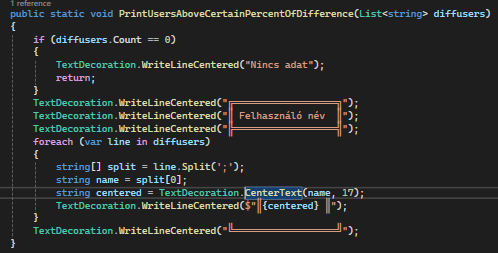 1 reference
public static void PrintUsersAboveCertainPercentOfDifference(List<string> diffusers)
{
if (diffusers.Count == 0)
{
TextDecoration.WriteLineCentered("Nincs adat");
return;
}
TextDecoration.WriteLineCentered("╔═════════════════╗");
TextDecoration.WriteLineCentered("║ Felhasználó név ║");
TextDecoration.WriteLineCentered("╠═════════════════╣");
foreach (var line in diffusers)
{
string[] split = line.Split(';');
string name = split[0];
string centered = TextDecoration.CenterText(name, 17);
TextDecoration.WriteLineCentered($"║{centered} ║");
}
TextDecoration.WriteLineCentered("╚═════════════════╝");
}